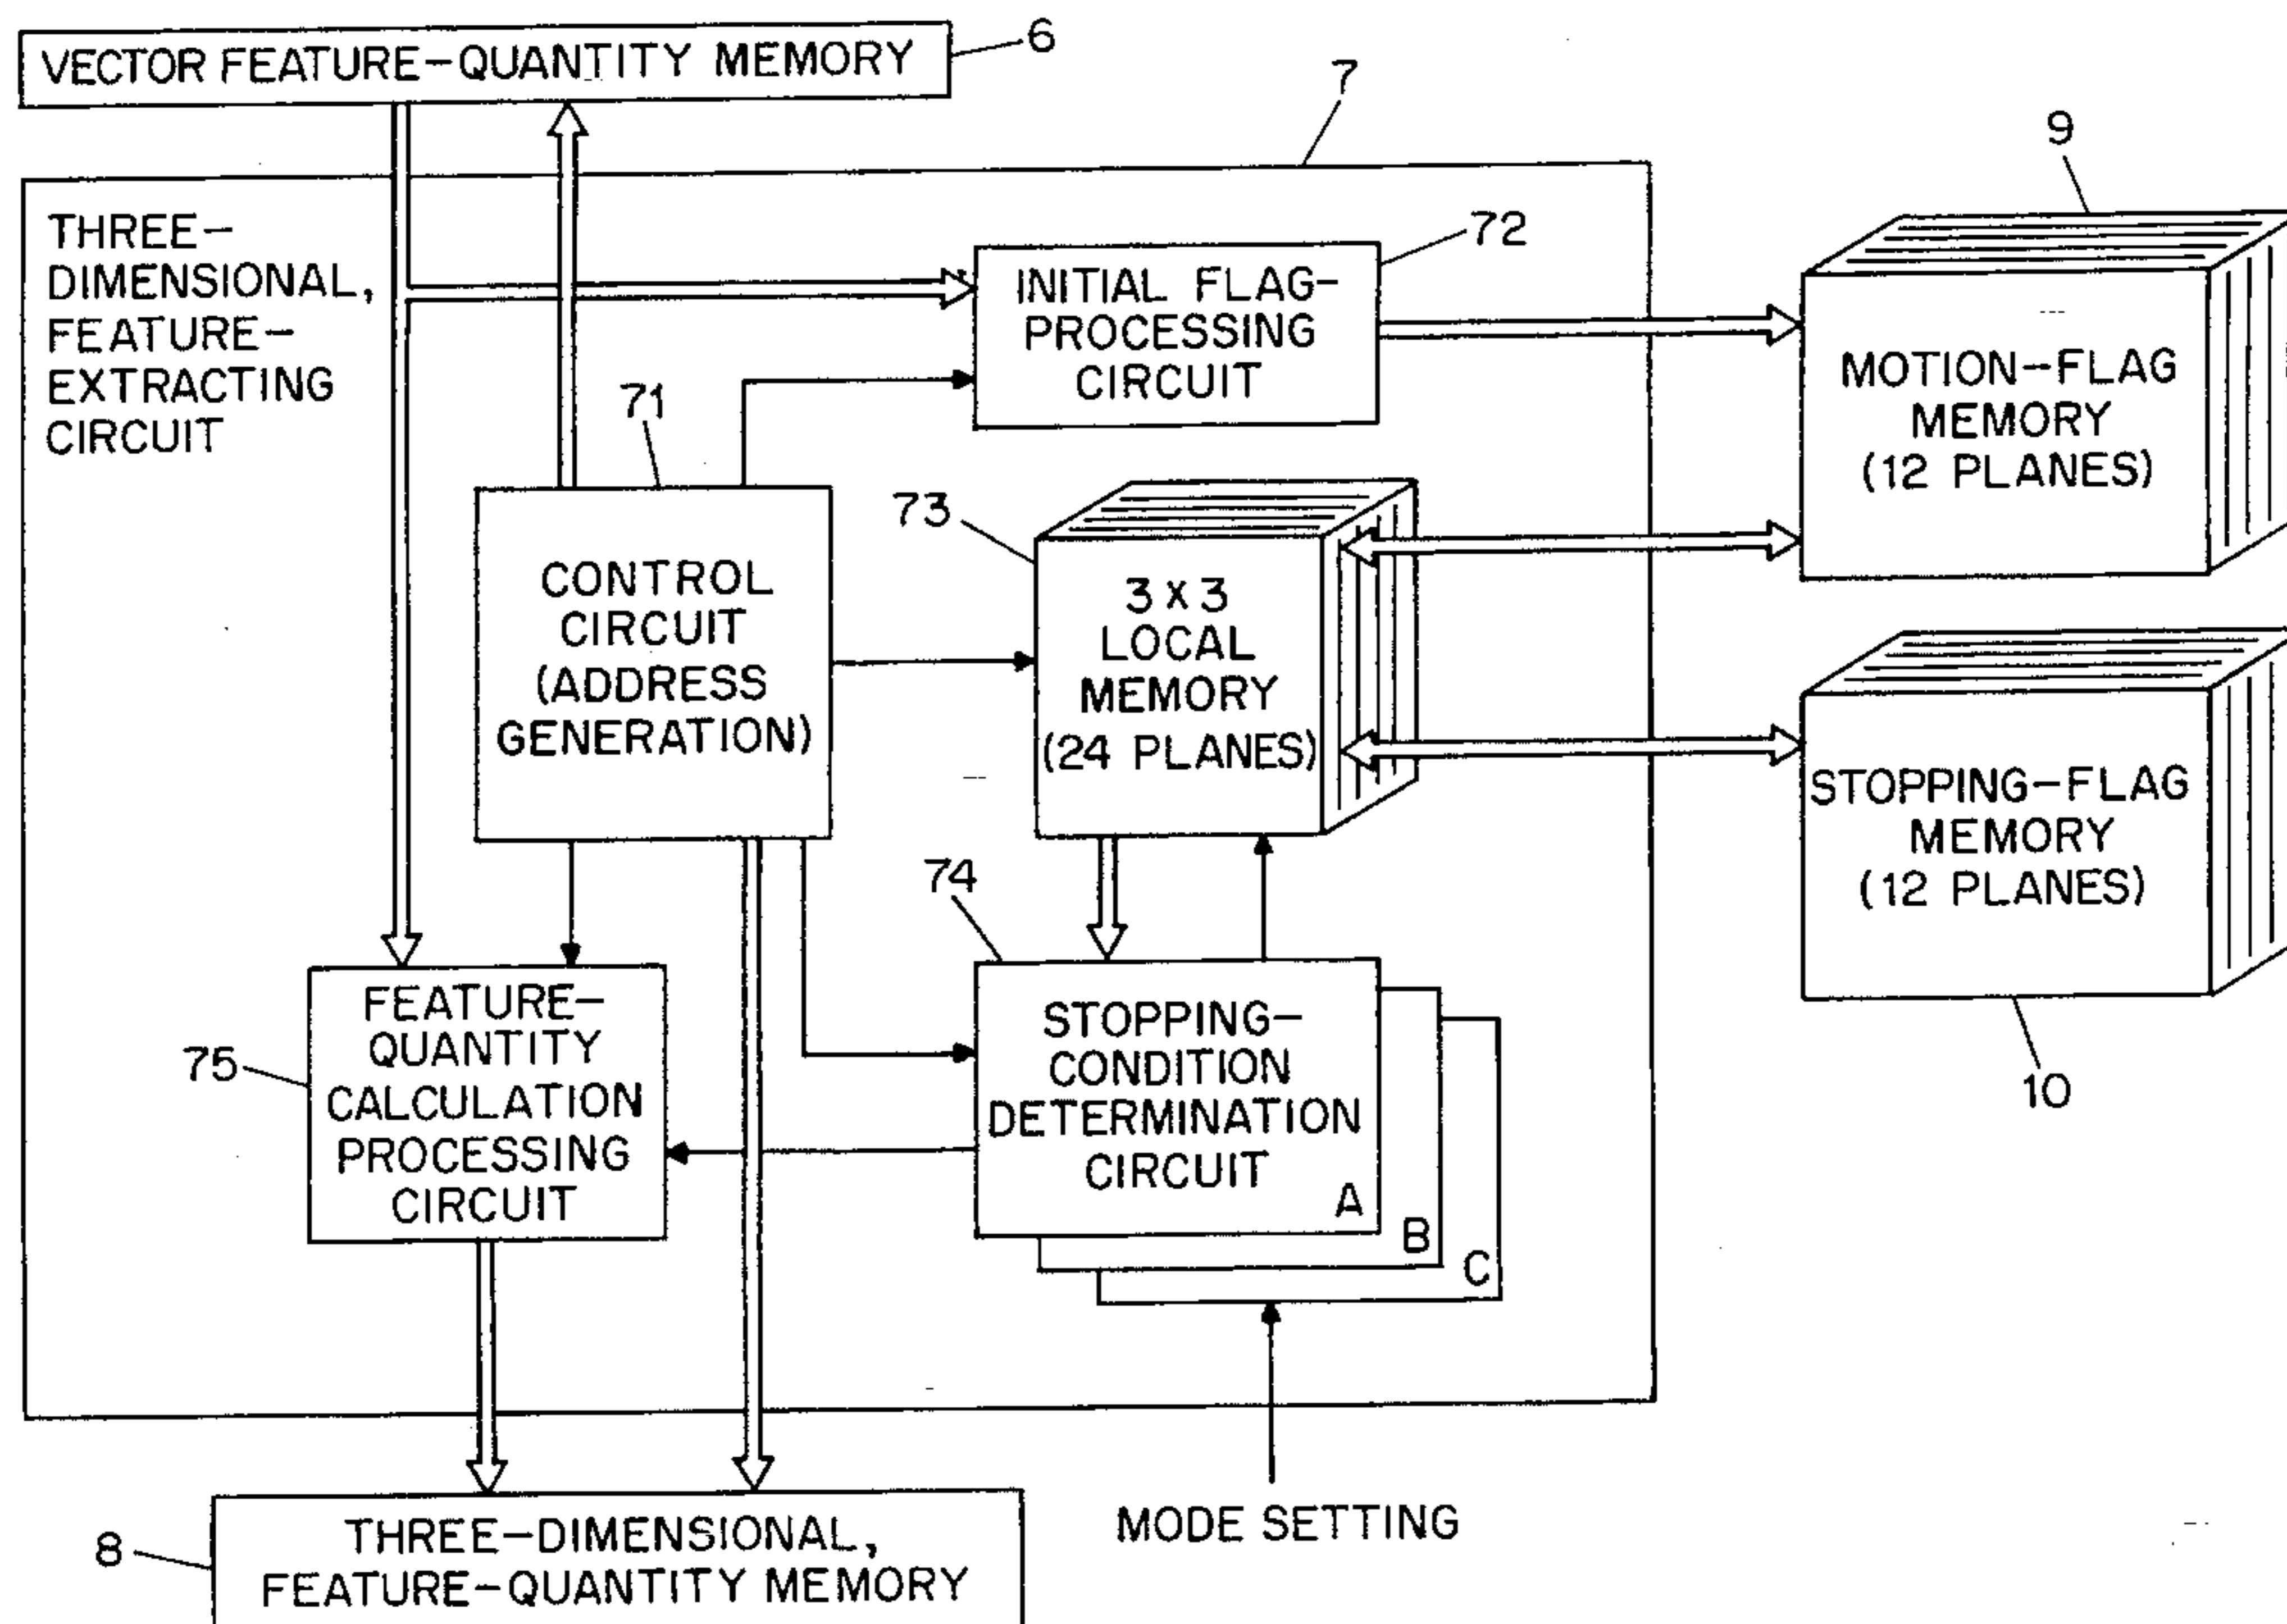 VECTOR FEATURE-QUANTITY MEMORY
6
7
9
THREE-
DIMENSIONAL,
FEATURE-
EXTRACTING
CIRCUIT
72
INITIAL FLAG-
PROCESSING
CIRCUIT
MOTION-FLAG
MEMORY
(12 PLANES)
71
CONTROL
CIRCUIT
(ADDRESS
GENERATION)
73
3 x 3
LOCAL
MEMORY
(24 PLANES)
STOPPING-FLAG
MEMORY
(12 PLANES)
10
74
STOPPING-
CONDITION
DETERMINATION
CIRCUIT
A
B
C
75
FEATURE-
QUANTITY
CALCULATION
PROCESSING
CIRCUIT
MODE SETTING
8
THREE-DIMENSIONAL,
FEATURE-QUANTITY MEMORY